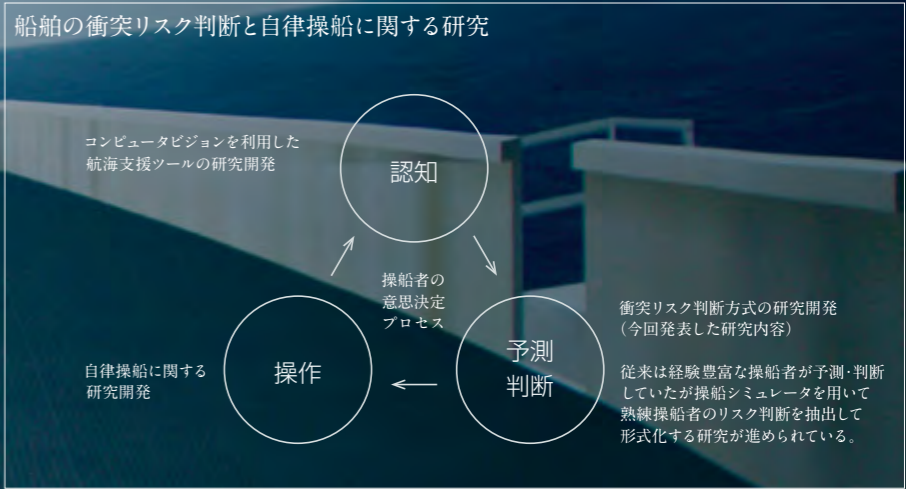 船舶の衝突リスク判断と自律操船に関する研究
コンピュータビジョンを利用した
航海支援ツールの研究開発
認知
操船者の
意思決定
プロセス
予測
判断
衝突リスク判断方式の研究開発
（今回発表した研究内容）
従来は経験豊富な操船者が予測・判断
していたが操船シミュレータを用いて
熟練操船者のリスク判断を抽出して
形式化する研究が進められている。
操作
自律操船に関する
研究開発